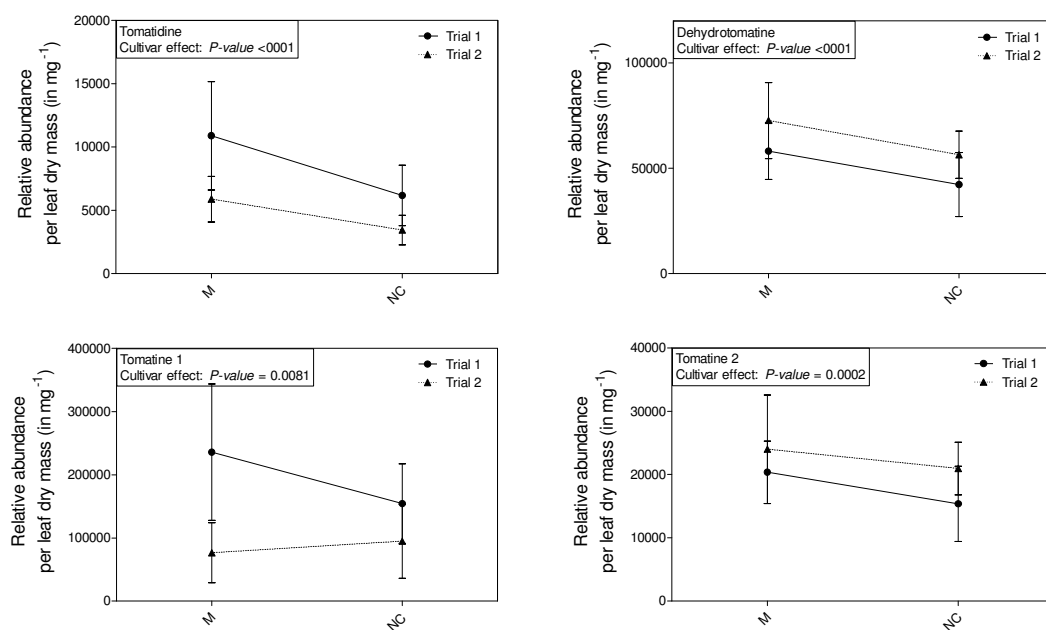 Tomatidine
Cultivar effect: P-value <0001
Trial 1
Trial 2
20000
15000
10000
5000
0
Relative abundance
per leaf dry mass (in mg-1)
M
NC
Dehydrotomatine
Cultivar effect: P-value <0001
Trial 1
Trial 2
100000
50000
0
Relative abundance
per leaf dry mass (in mg-1)
M
NC
Tomatine 1
Cultivar effect: P-value = 0.0081
Trial 1
Trial 2
400000
300000
200000
100000
0
Relative abundance
per leaf dry mass (in mg-1)
M
NC
Tomatine 2
Cultivar effect: P-value = 0.0002
Trial 1
Trial 2
40000
30000
20000
10000
0
Relative abundance
per leaf dry mass (in mg-1)
M
NC